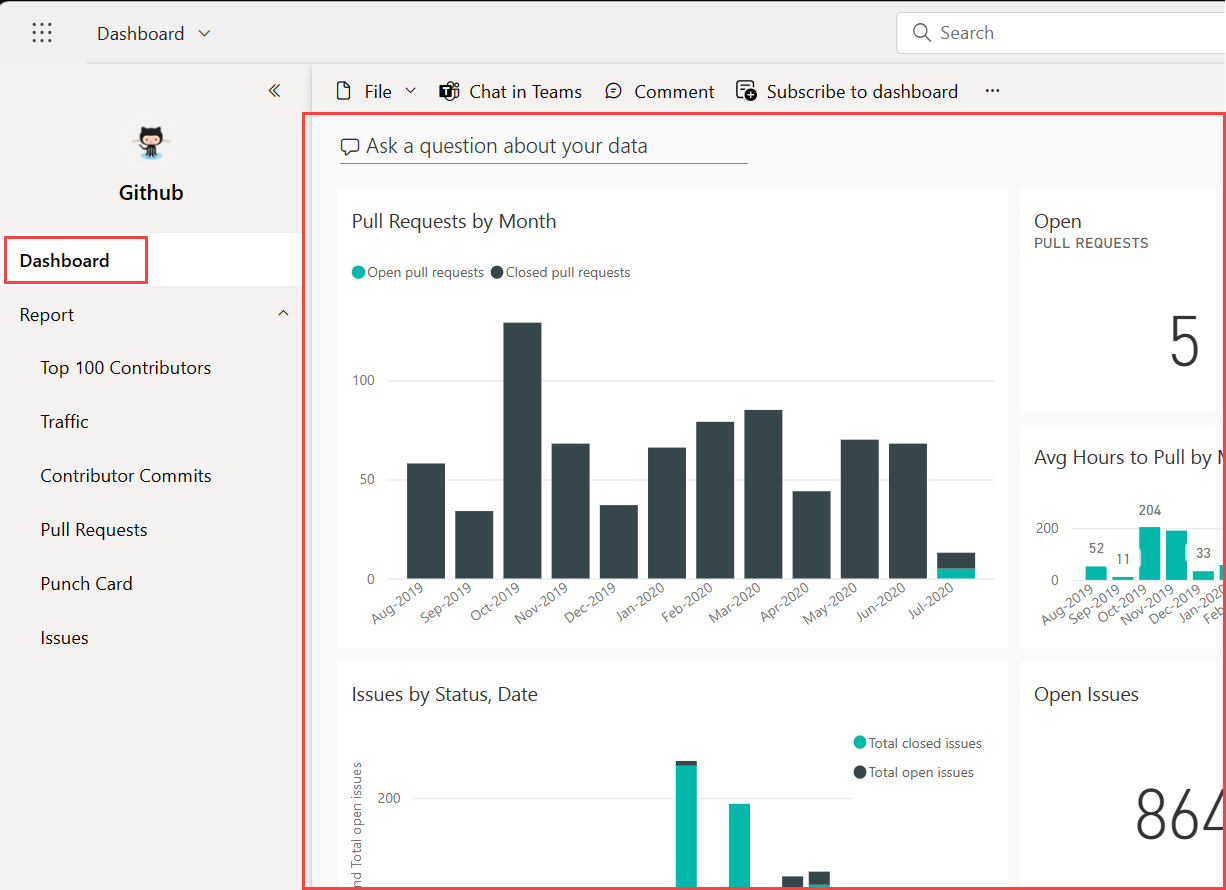 Dashboard
Search
File
Chat in Teams
Comment
Subscribe to dashboard
Github
Dashboard
Report
Top 100 Contributors
Traffic
Contributor Commits
Pull Requests
Punch Card
Issues
Ask a question about your data
Pull Requests by Month
Open pull requests Closed pull requests
100
50
0
Aug-2019 Sep-2019 Oct-2019 Nov-2019 Dec-2019 Jan-2020 Feb-2020 Mar-2020 Apr-2020 May-2020 Jun-2020 Jul-2020
Open
PULL REQUESTS
5
Avg Hours to Pull by
204
200
52
11
33
0
Aug-2019 Sep-2019 Oct-2019 Nov-2019 Dec-2019 Jan-2020
Issues by Status, Date
Total closed issues
Total open issues
nd Total open issues
200
Open Issues
864